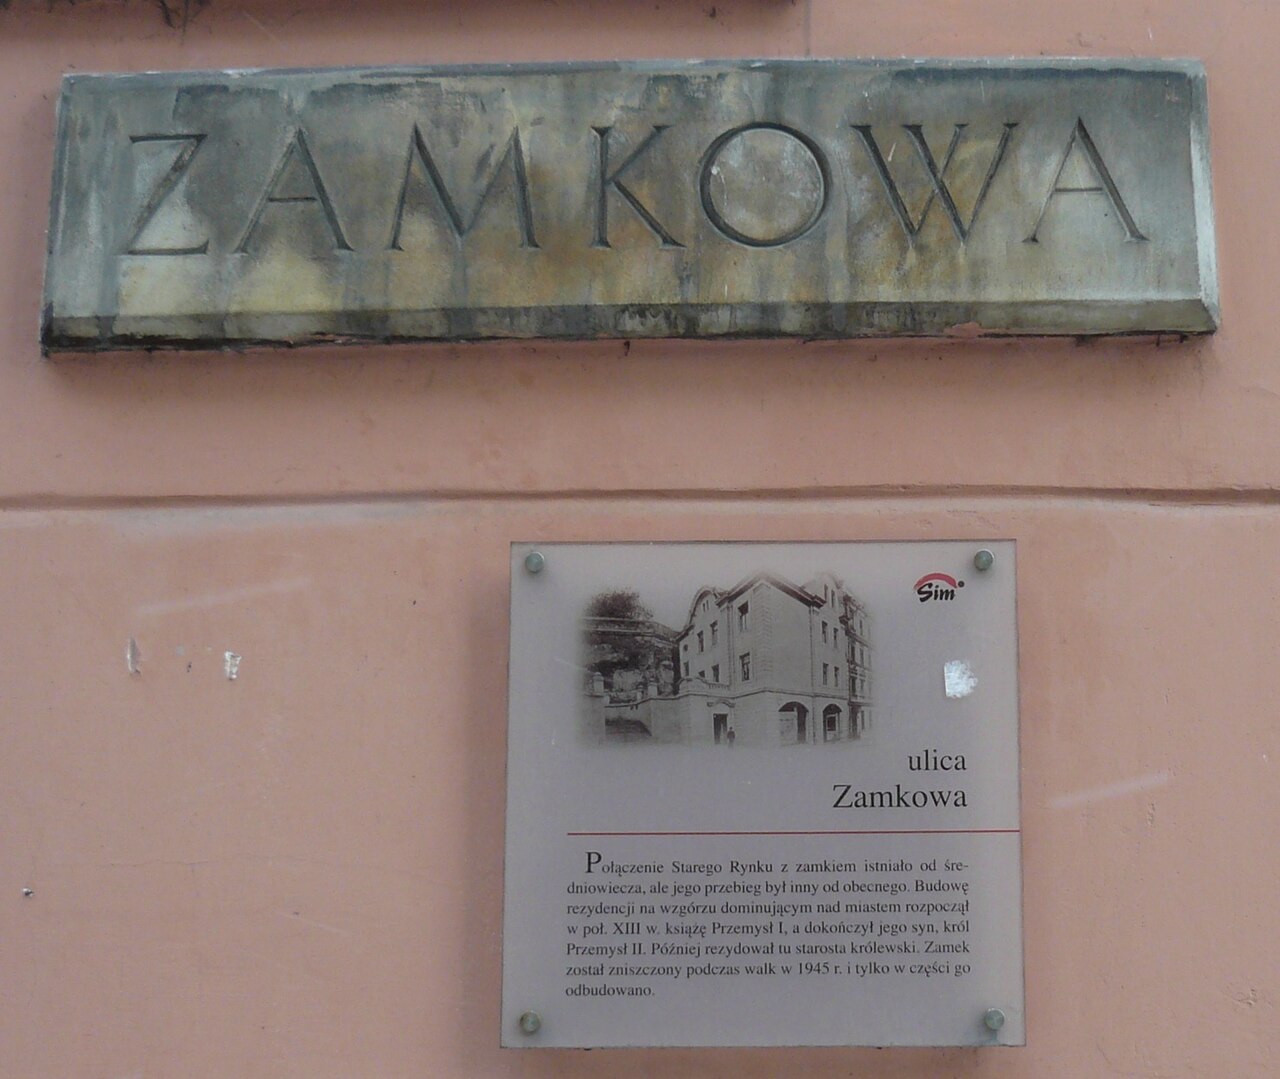 ZAMKOWA
Sim
ulica
Zamkowa
Połączenie Starego Rynku z zamkiem istniało od śre-
dniowiecza, ale jego przebieg był inny od obecnego. Budowę
rezydencji na wzgórzu dominującym nad miastem rozpoczął
w poł. XIII w. książę Przemysł I, a dokończył jego syn, król
Przemysł II. Później rezydował tu starosta królewski. Zamek
został zniszczony podczas walk w 1945 r. i tylko w części go
odbudowano.